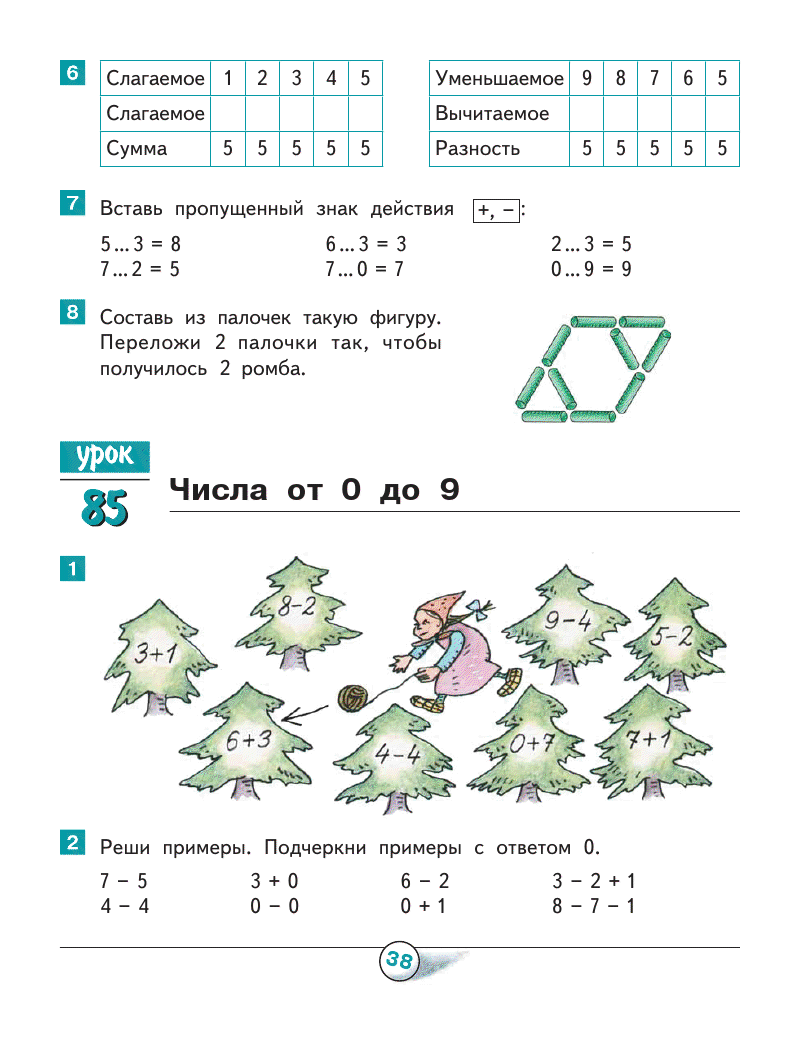 6
Слагаемое 1 2 3 4 5
Слагаемое
Сумма 5 5 5 5 5
Уменьшаемое 9 8 7 6 5
Вычитаемое
Разность 5 5 5 5 5
7 Вставь пропущенный знак действия +, − :
5 ... 3 = 8 6 ... 3 = 3 2 ... 3 = 5
7 ... 2 = 5 7 ... 0 = 7 0 ... 9 = 9
8 Составь из палочек такую фигуру.
Переложи 2 палочки так, чтобы
получилось 2 ромба.
урок
85
Числа от 0 до 9
1
8−2
3+1
9−4
5−2
6+3
4−4
0+7
7+1
2 Реши примеры. Подчеркни примеры с ответом 0.
7 − 5 3 + 0 6 − 2 3 − 2 + 1
4 − 4 0 − 0 0 + 1 8 − 7 − 1
38